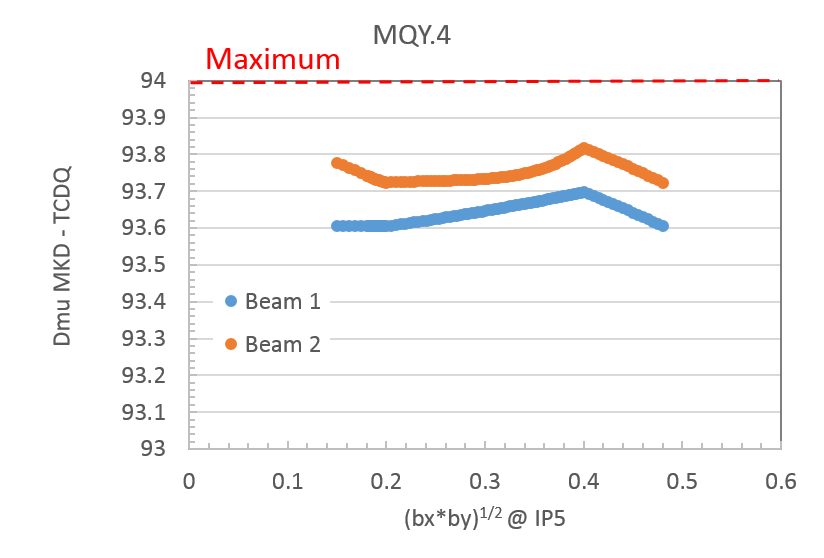 MQY.4
Maximum
94
93.9
93.8
93.7
93.6
93.5
93.4
93.3
93.2
93.1
93
Dmu MKD - TCDQ
Beam 1
Beam 2
0 0.1 0.2 0.3 0.4 0.5 0.6
(bx*by)1/2 @ IP5